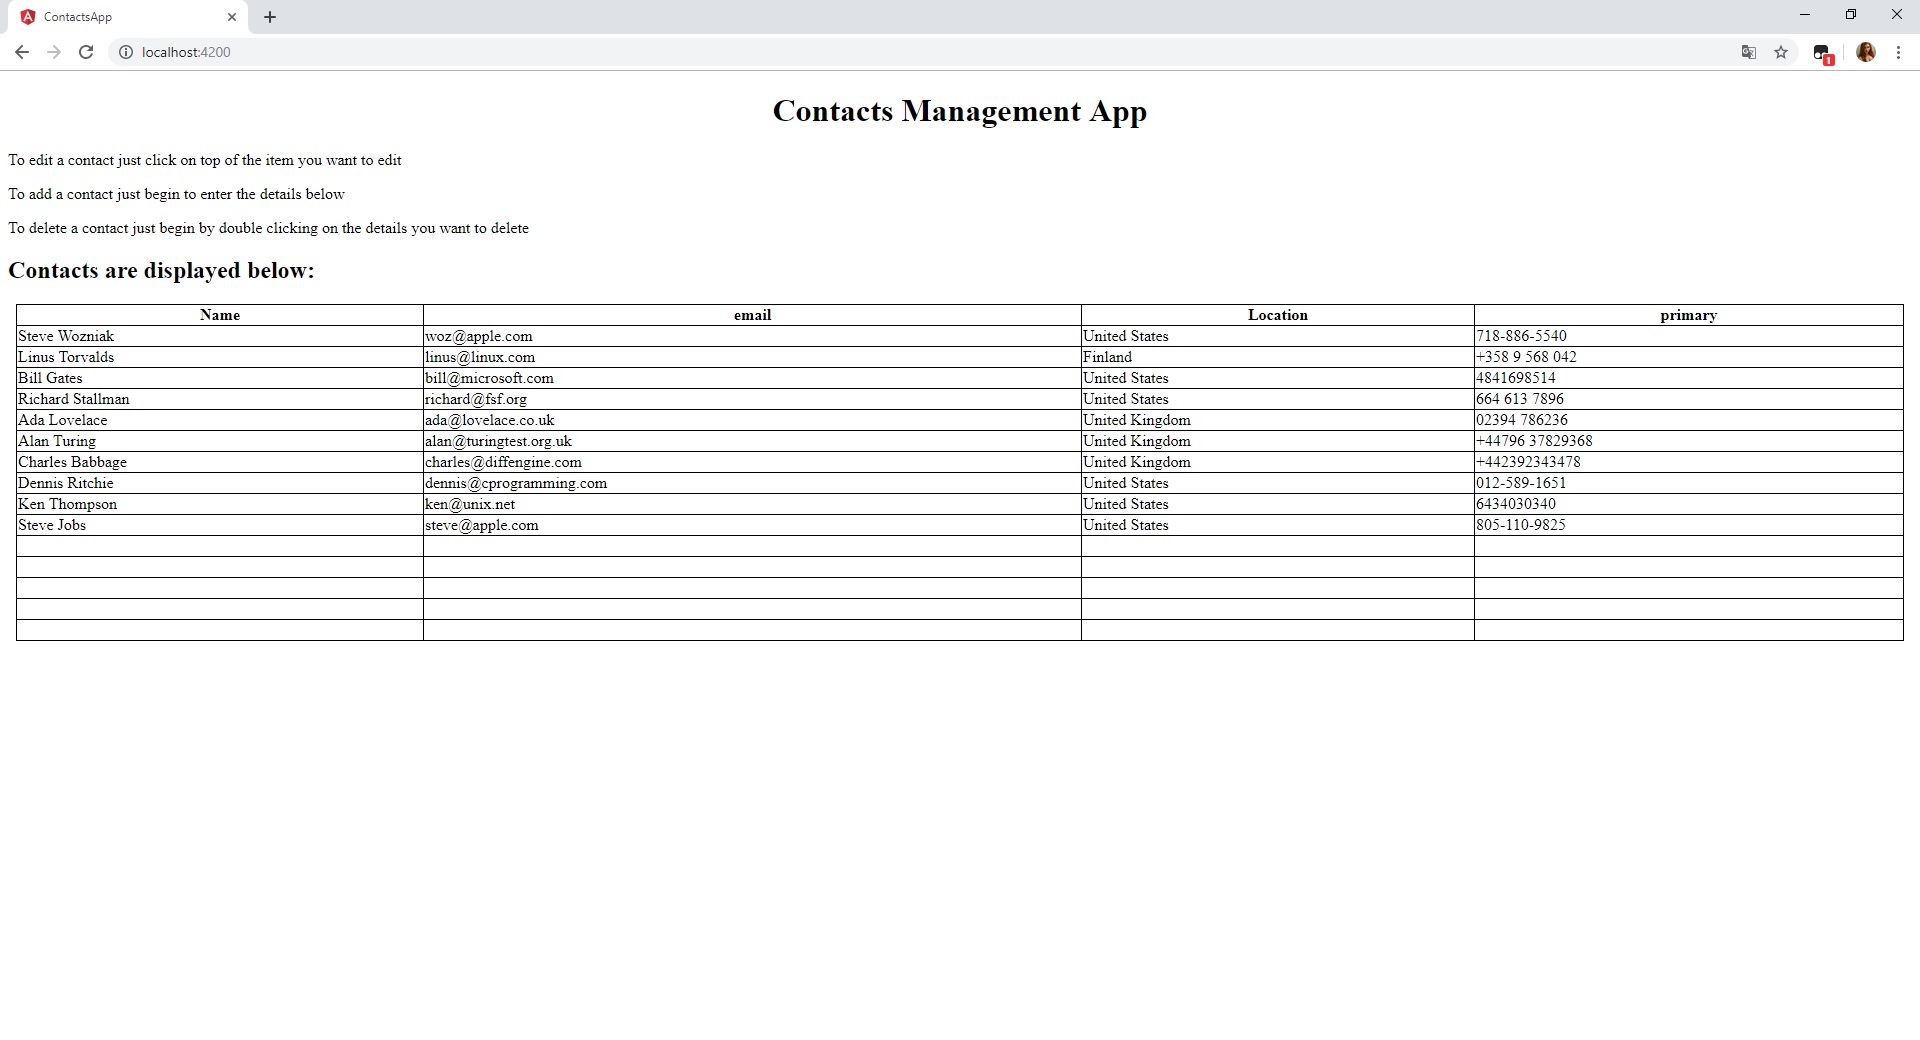 ContactsApp
localhost:4200
1
Contacts Management App
To edit a contact just click on top of the item you want to edit
To add a contact just begin to enter the details below
To delete a contact just begin by double clicking on the details you want to delete
Contacts are displayed below:
Name email Location primary
Steve Wozniak woz@apple.com United States 718-886-5540
Linus Torvalds linus@linux.com Finland +358 9 568 042
Bill Gates bill@microsoft.com United States 4841698514
Richard Stallman richard@fsf.org United States 664 613 7896
Ada Lovelace ada@lovelace.co.uk United Kingdom 02394 786236
Alan Turing alan@turingtest.org.uk United Kingdom +44796 37829368
Charles Babbage charles@diffengine.com United Kingdom +442392343478
Dennis Ritchie dennis@cprogramming.com United States 012-589-1651
Ken Thompson ken@unix.net United States 6434030340
Steve Jobs steve@apple.com United States 805-110-9825